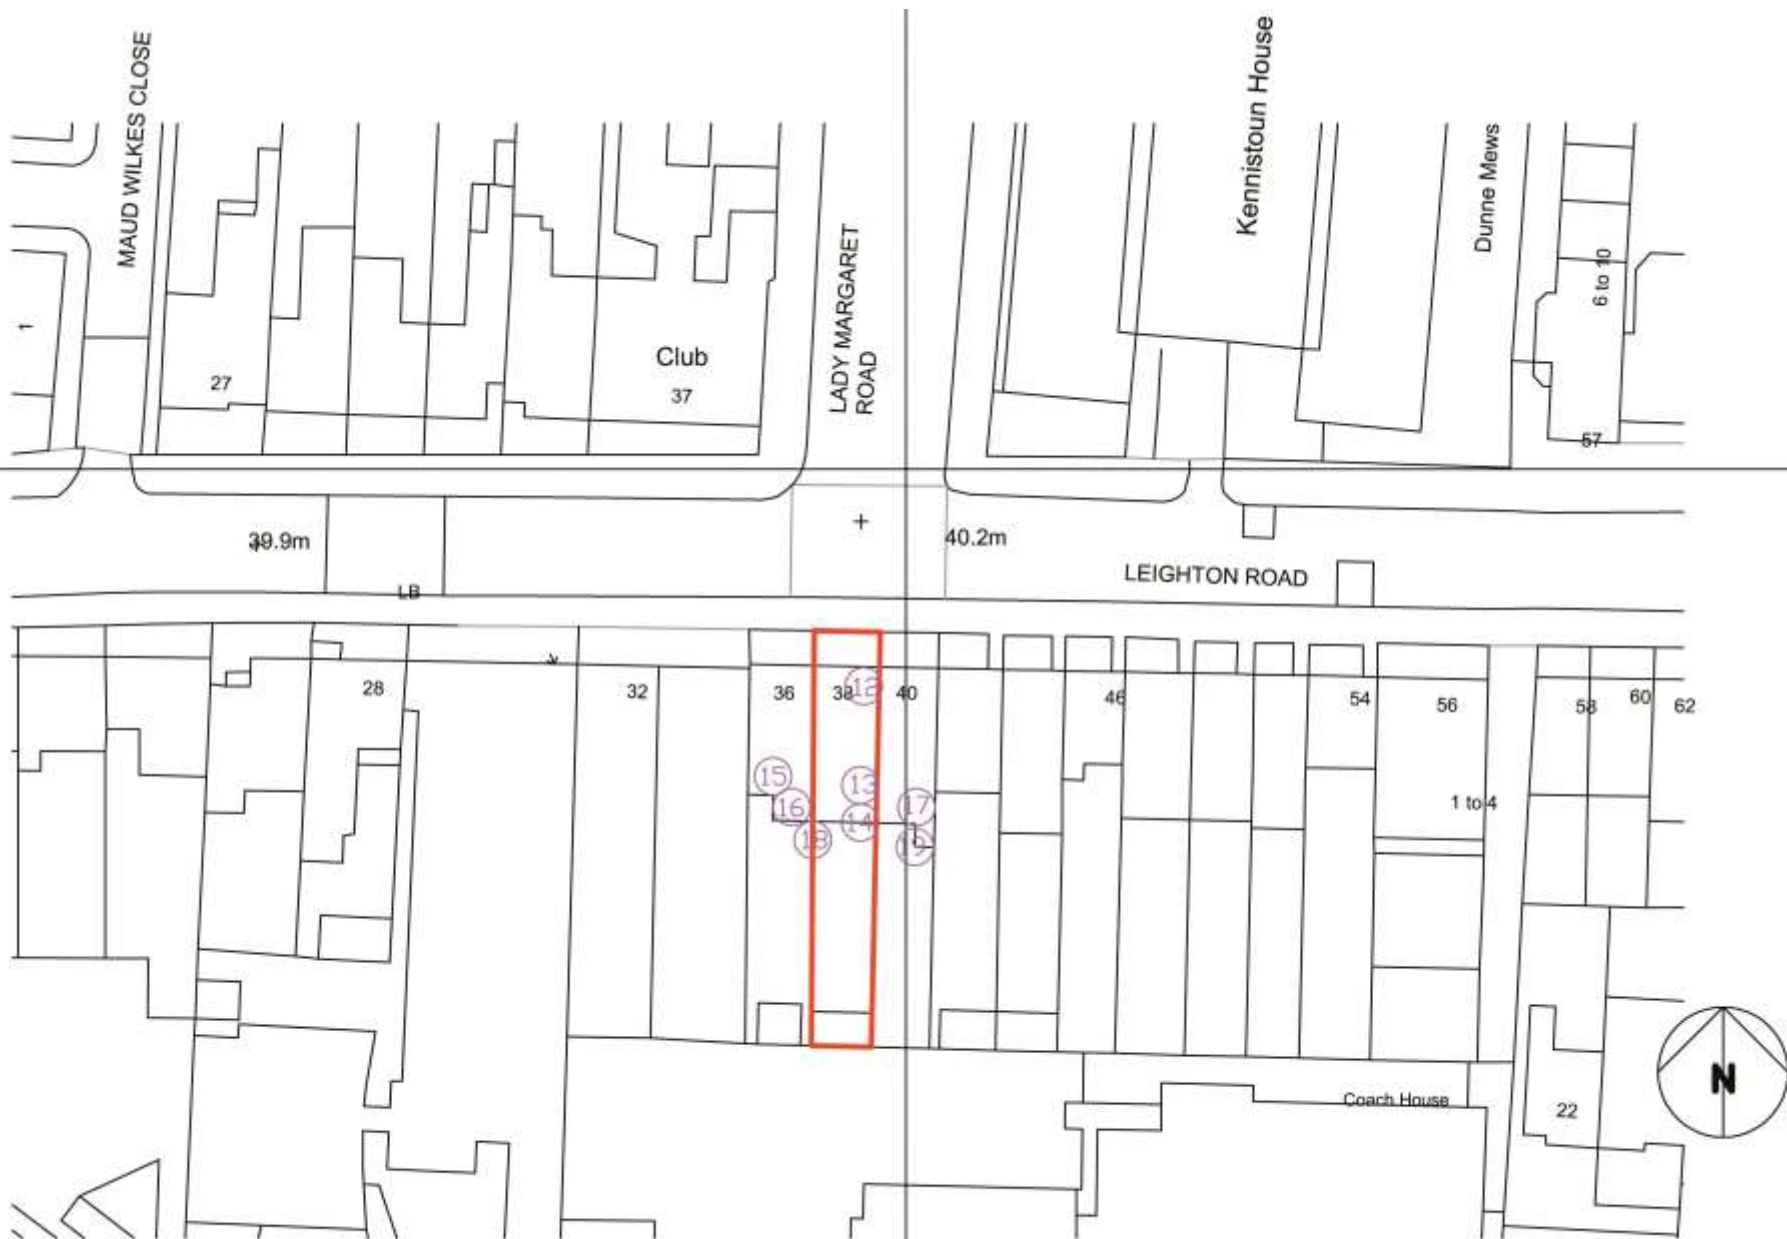 MAUD WILKES CLOSE
Kennistoun House
Dunne Mews
6 to 10
1
27
Club
37
LADY MARGARET
ROAD
57
39.9m
40.2m
LEIGHTON ROAD
LB
28
32
36
38
12
40
46
54
56
58
60
62
15
13
16
17
14
18
19
1 to 4
Coach House
22
N